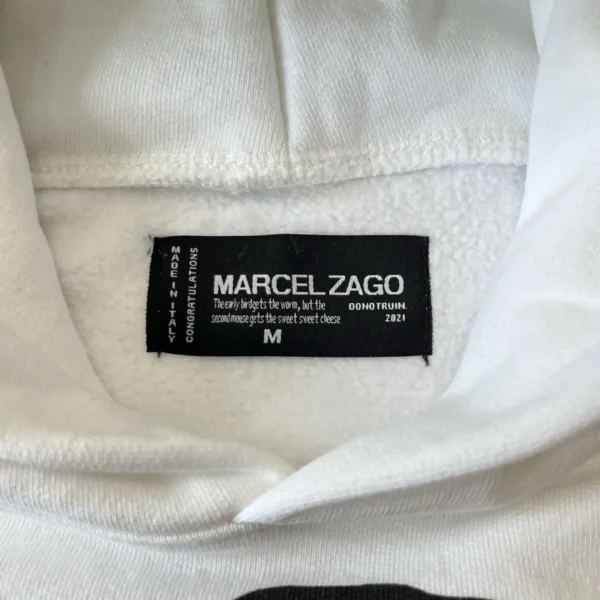 MADE IN ITALY
CONGRATULATIONS
MARCEL ZAGO
The early bird gets the worm, but the
second mouse gets the sweet sweet cheese
DONOTRUIN.
2021
M